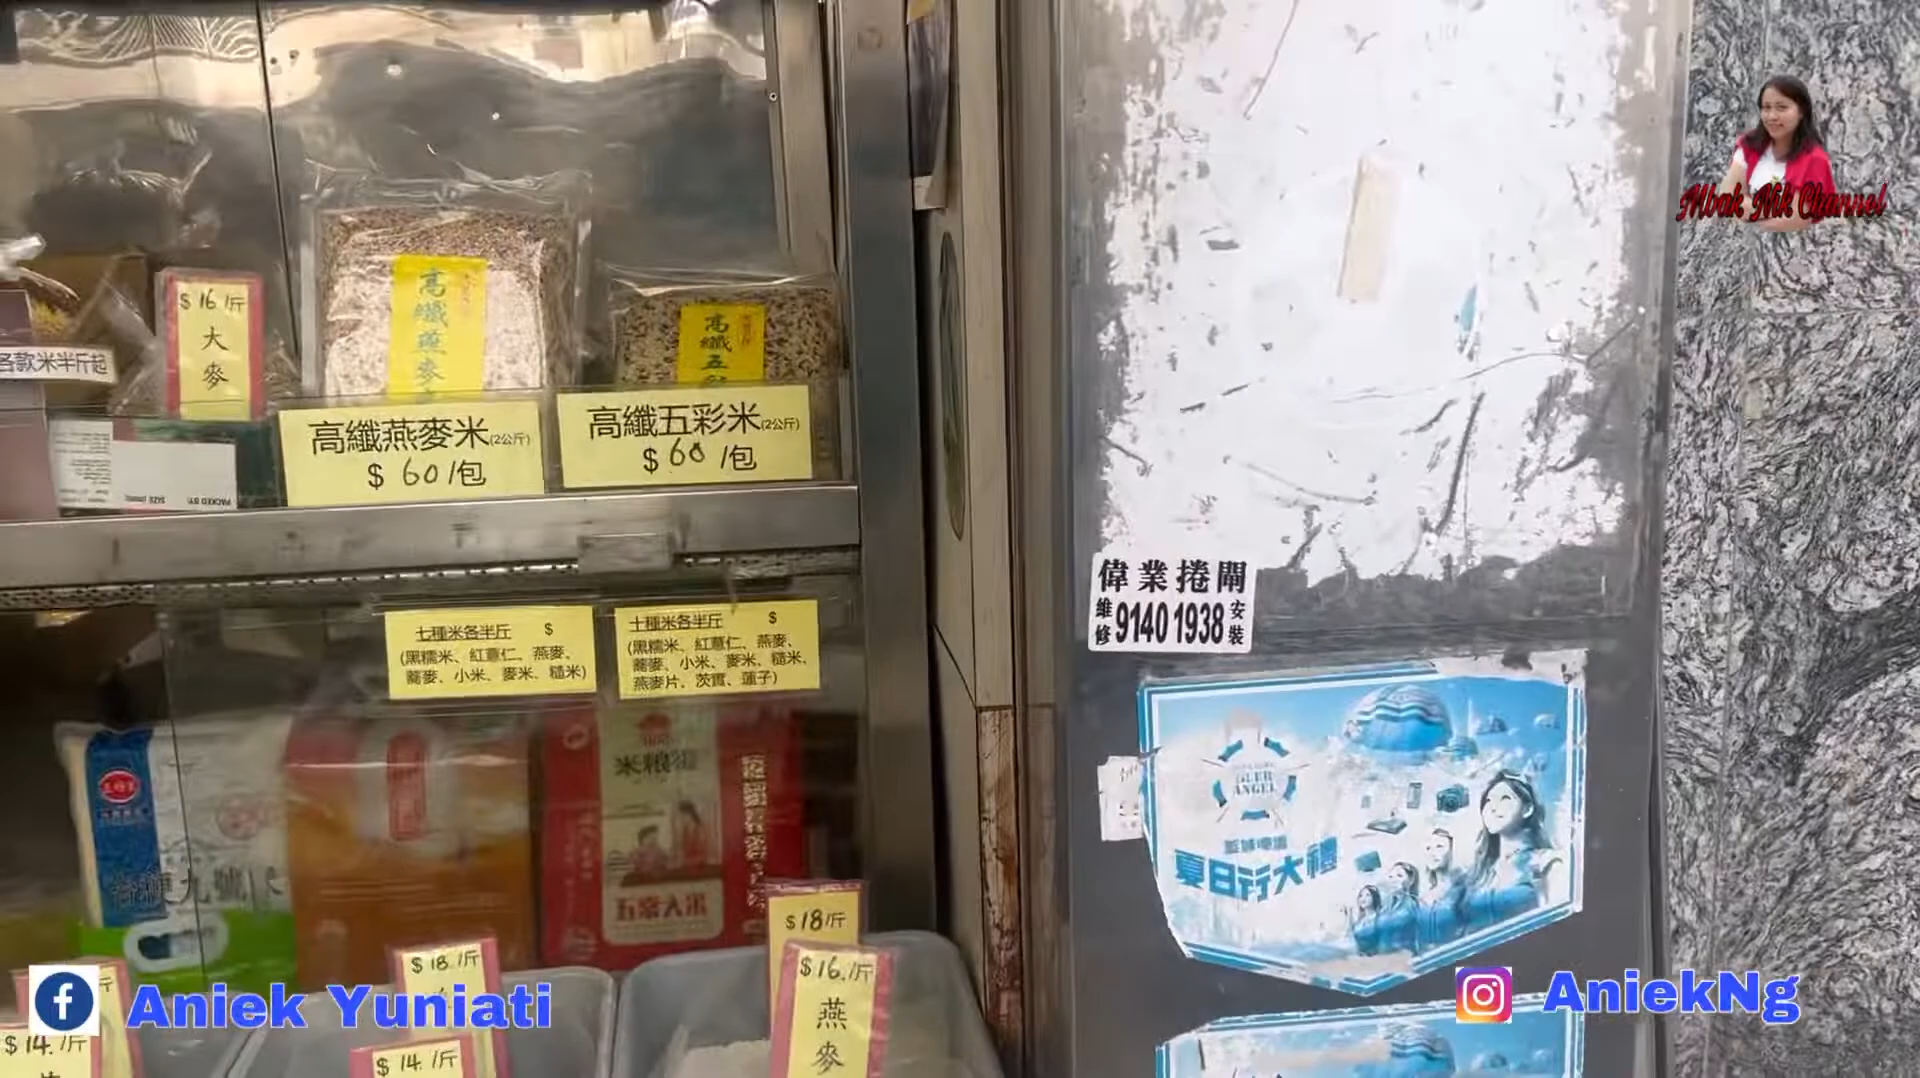 $16/斤
大
麥
各款米半斤起
高
纖
燕
麥
高
纖
五
高纖燕麥米(2公斤)
$60/包
高纖五彩米(2公斤)
$60/包
PACKED BY:
SIZE
七種米各半斤 $
(黑糯米、紅薏仁、燕麥、
蕎麥、小米、麥米、糙米)
十種米各半斤 $
(黑糯米、紅薏仁、燕麥、
蕎麥、小米、麥米、糙米、
燕麥片、茨實、蓮子)
偉業捲閘
維修 9140 1938 安裝
米粮
五常大米
ANGEL
夏日行大禮
$18/斤
$16./斤
燕
麥
$18./斤
$14./斤
$14./斤
Mbak Nik Channel
Aniek Yuniati
AniekNg